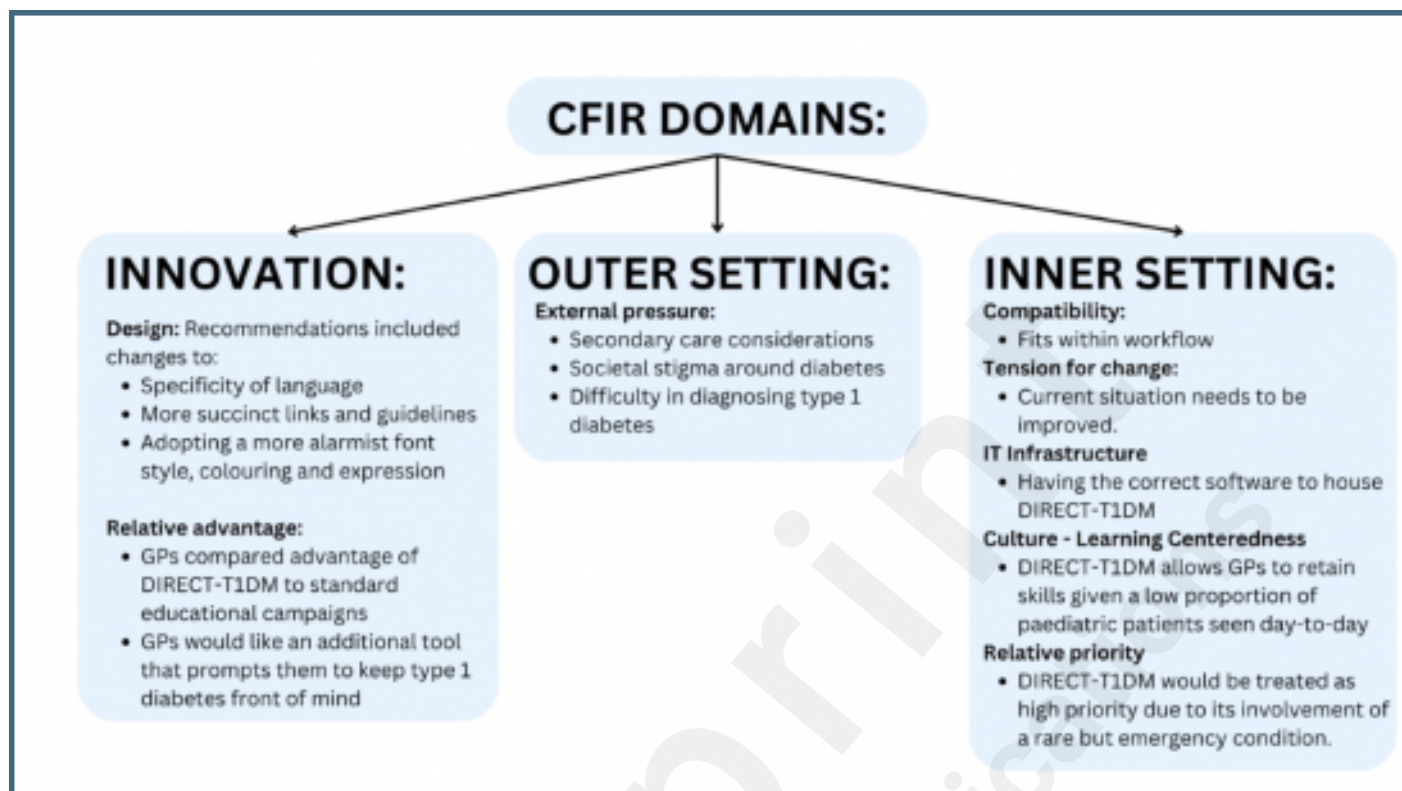 CFIR DOMAINS:
INNOVATION:
Design: Recommendations included
changes to:
• Specificity of language
• More succinct links and guidelines
• Adopting a more alarmist font
style, colouring and expression
Relative advantage:
• GPs compared advantage of
DIRECT-T1DM to standard
educational campaigns
• GPs would like an additional tool
that prompts them to keep type 1
diabetes front of mind
OUTER SETTING:
External pressure:
• Secondary care considerations
• Societal stigma around diabetes
• Difficulty in diagnosing type 1
diabetes
INNER SETTING:
Compatibility:
• Fits within workflow
Tension for change:
• Current situation needs to be
improved.
IT Infrastructure
• Having the correct software to house
DIRECT-T1DM
Culture - Learning Centeredness
• DIRECT-T1DM allows GPs to retain
skills given a low proportion of
paediatric patients seen day-to-day
Relative priority
• DIRECT-T1DM would be treated as
high priority due to its involvement of
a rare but emergency condition.
print
ications